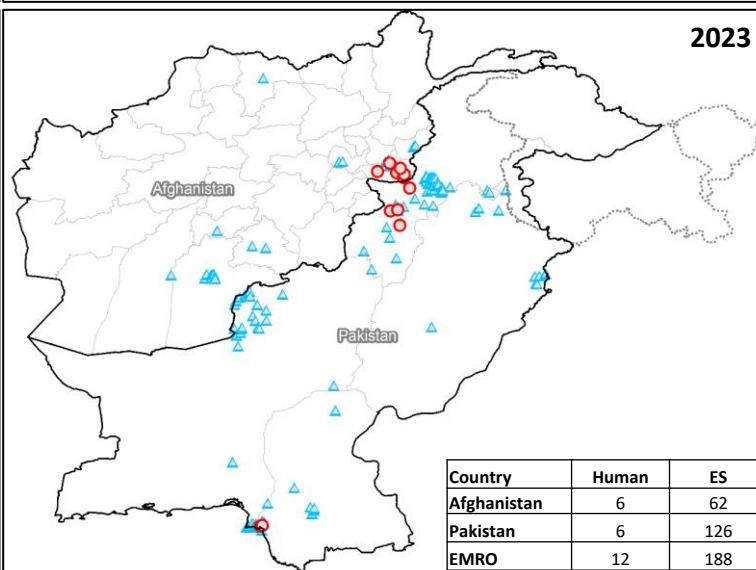 2023
Afghanistan
Pakistan
Country Human ES
Afghanistan 6 62
Pakistan 6 126
EMRO 12 188